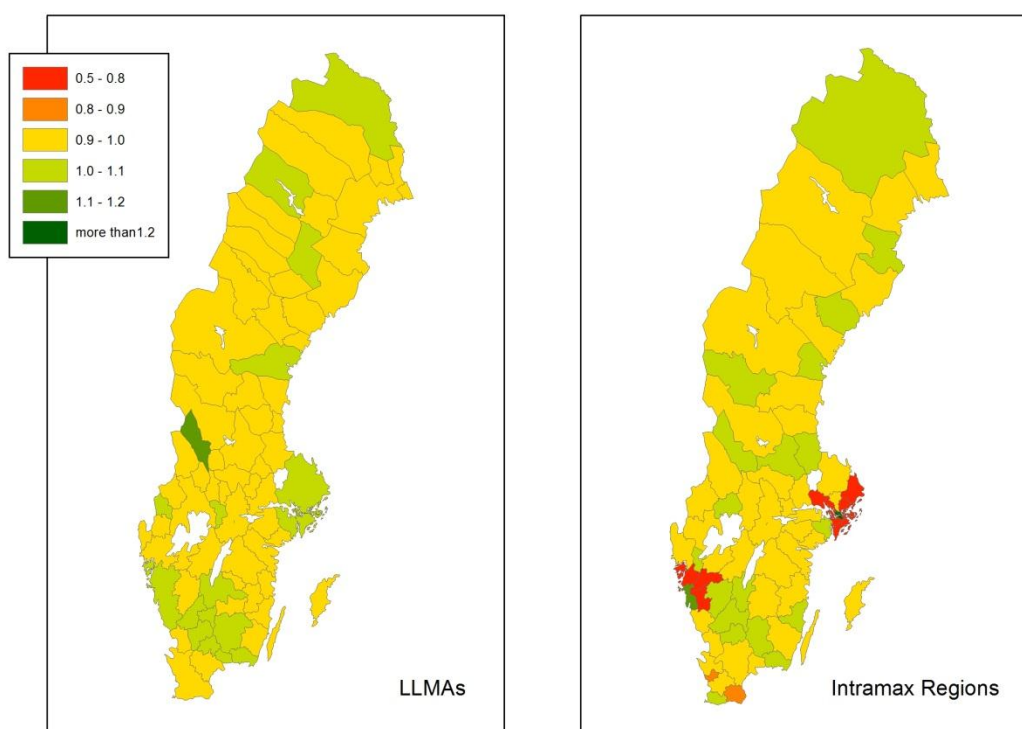 0.5 - 0.8
0.8 - 0.9
0.9 - 1.0
1.0 - 1.1
1.1 - 1.2
more than1.2
LLMAs
Intramax Regions